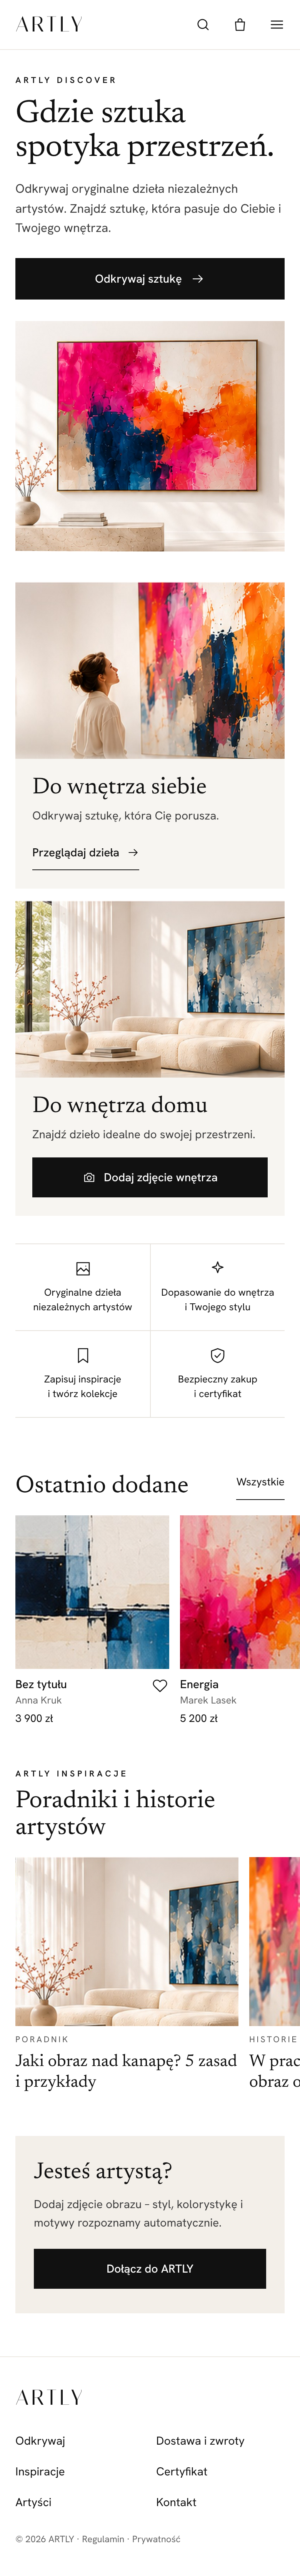 ARTLY
ARTLY DISCOVER
Gdzie sztuka
spotyka przestrzeń.
Odkrywaj oryginalne dzieła niezależnych
artystów. Znajdź sztukę, która pasuje do Ciebie i
Twojego wnętrza.
Odkrywaj sztukę
Do wnętrza siebie
Odkrywaj sztukę, która Cię porusza.
Przeglądaj dzieła
Do wnętrza domu
Znajdź dzieło idealne do swojej przestrzeni.
Dodaj zdjęcie wnętrza
Oryginalne dzieła
niezależnych artystów
Dopasowanie do wnętrza
i Twojego stylu
Zapisuj inspiracje
i twórz kolekcje
Bezpieczny zakup
i certyfikat
Ostatnio dodane
Wszystkie
Bez tytułu
Anna Kruk
3 900 zł
Energia
Marek Lasek
5 200 zł
ARTLY INSPIRACJE
Poradniki i historie
artystów
PORADNIK
Jaki obraz nad kanapę? 5 zasad
i przykłady
HISTORIE
W prac
obraz o
Jesteś artystą?
Dodaj zdjęcie obrazu – styl, kolorystykę i
motywy rozpoznamy automatycznie.
Dołącz do ARTLY
ARTLY
Odkrywaj
Dostawa i zwroty
Inspiracje
Certyfikat
Artyści
Kontakt
© 2026 ARTLY · Regulamin · Prywatność